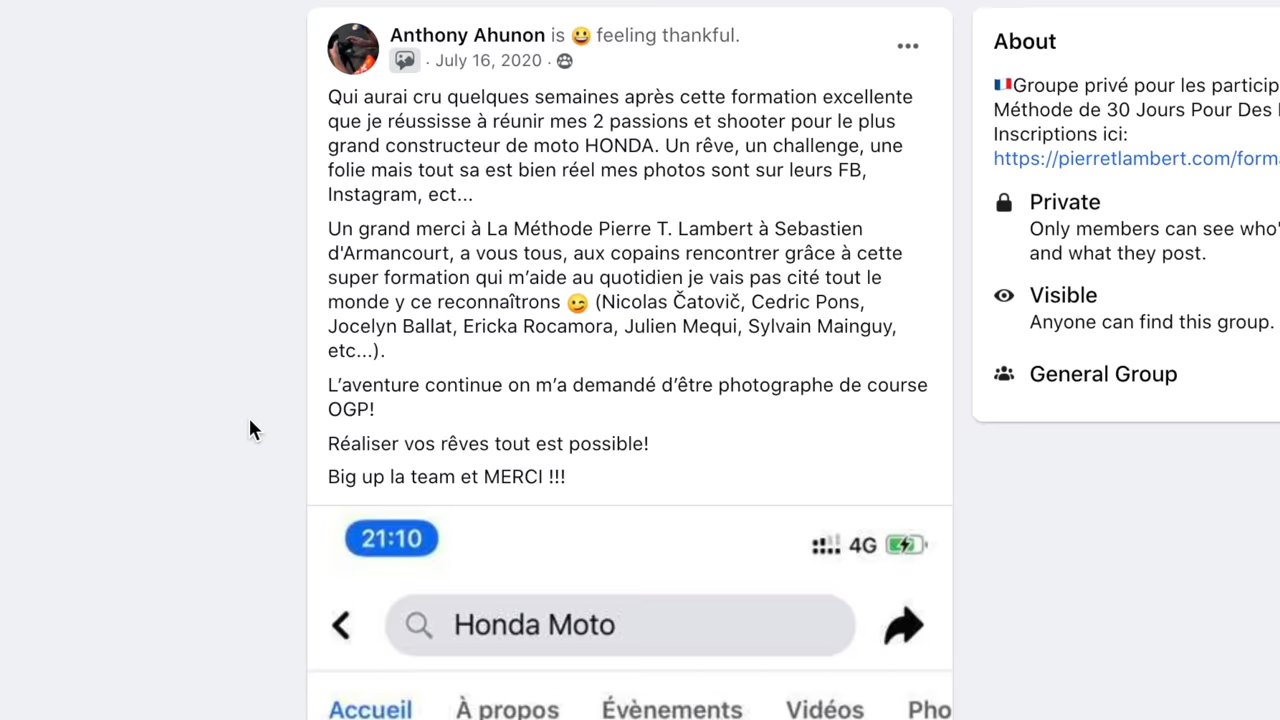 Anthony Ahunon is 😃 feeling thankful.
· July 16, 2020 ·
Qui aurai cru quelques semaines après cette formation excellente
que je réussisse à réunir mes 2 passions et shooter pour le plus
grand constructeur de moto HONDA. Un rêve, un challenge, une
folie mais tout sa est bien réel mes photos sont sur leurs FB,
Instagram, ect...
Un grand merci à La Méthode Pierre T. Lambert à Sebastien
d'Armancourt, a vous tous, aux copains rencontrer grâce à cette
super formation qui m’aide au quotidien je vais pas cité tout le
monde y ce reconnaîtrons 😉 (Nicolas Čatovič, Cedric Pons,
Jocelyn Ballat, Ericka Rocamora, Julien Mequi, Sylvain Mainguy,
etc...).
L’aventure continue on m’a demandé d’être photographe de course
OGP!
Réaliser vos rêves tout est possible!
Big up la team et MERCI !!!
21:10
4G
Honda Moto
Accueil À propos Évènements Vidéos Pho
About
🇫🇷Groupe privé pour les particip
Méthode de 30 Jours Pour Des
Inscriptions ici:
https://pierretlambert.com/form
Private
Only members can see who'
and what they post.
Visible
Anyone can find this group.
General Group